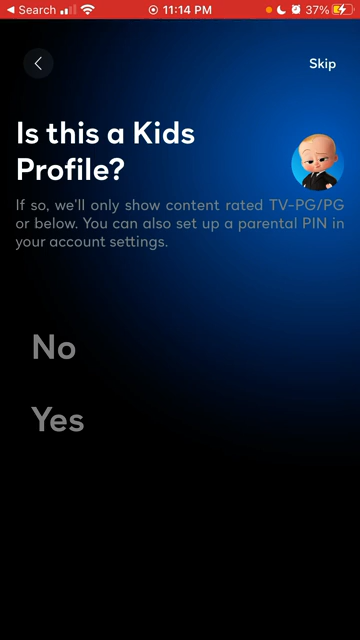 Search
11:14 PM
37%
Skip
Is this a Kids
Profile?
If so, we'll only show content rated TV-PG/PG
or below. You can also set up a parental PIN in
your account settings.
No
Yes